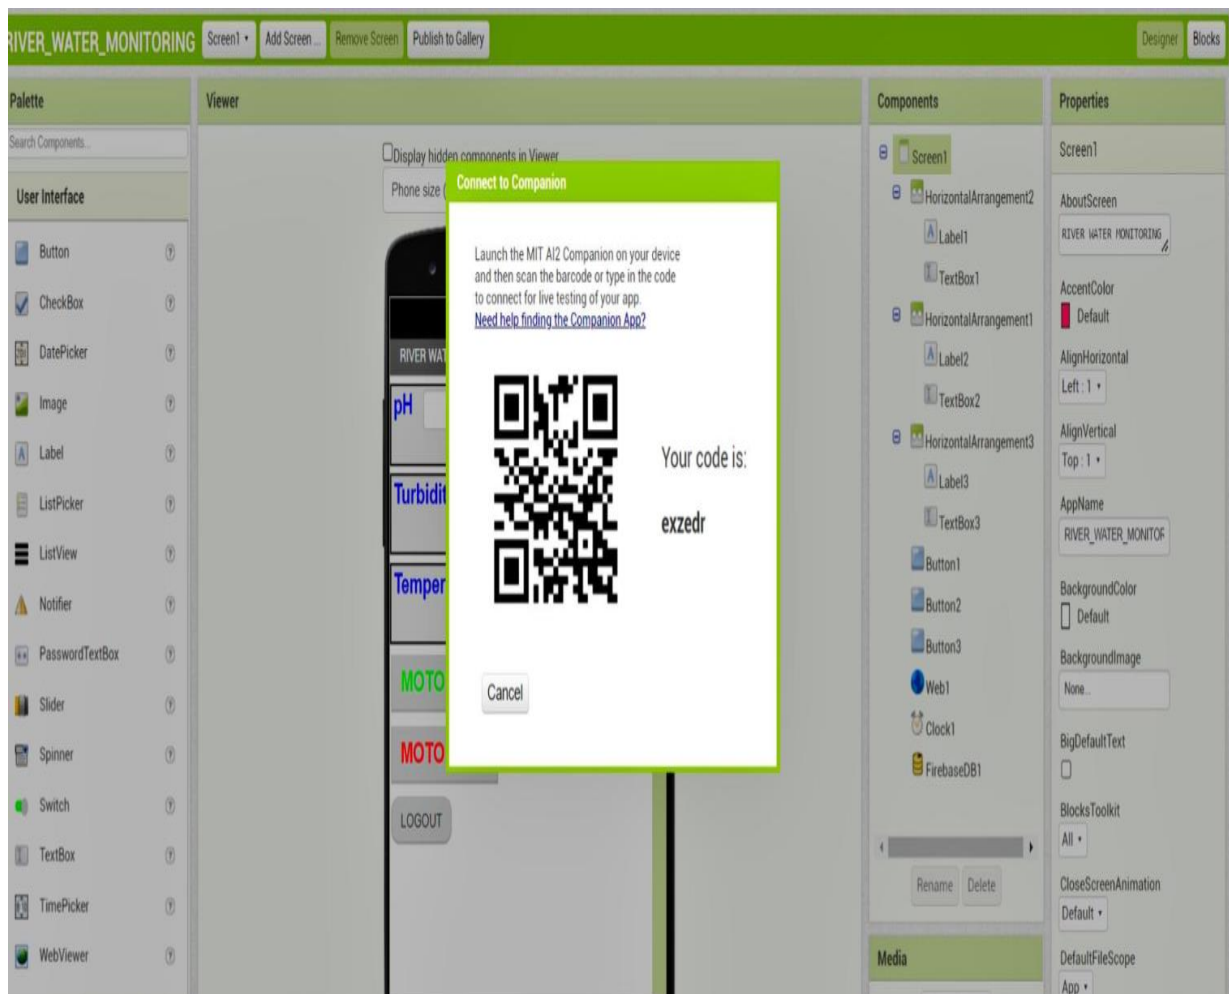 RIVER_WATER_MONITORING
Screen1
Add Screen ...
Remove Screen
Publish to Gallery
Designer
Blocks
Palette
Search Components...
User Interface
Button
CheckBox
DatePicker
Image
Label
ListPicker
ListView
Notifier
PasswordTextBox
Slider
Spinner
Switch
TextBox
TimePicker
WebViewer
Viewer
Display hidden components in Viewer
Phone size (
RIVER WAT
pH
Turbidit
Temper
MOTO
MOTO
LOGOUT
Connect to Companion
Launch the MIT AI2 Companion on your device
and then scan the barcode or type in the code
to connect for live testing of your app.
Need help finding the Companion App?
Your code is:
exzedr
Cancel
Components
Screen1
HorizontalArrangement2
Label1
TextBox1
HorizontalArrangement1
Label2
TextBox2
HorizontalArrangement3
Label3
TextBox3
Button1
Button2
Button3
Web1
Clock1
FirebaseDB1
Rename
Delete
Media
Properties
Screen1
AboutScreen
RIVER WATER MONITORING
AccentColor
Default
AlignHorizontal
Left : 1
AlignVertical
Top : 1
AppName
RIVER_WATER_MONITOR
BackgroundColor
Default
BackgroundImage
None...
BigDefaultText
BlocksToolkit
All
CloseScreenAnimation
Default
DefaultFileScope
App